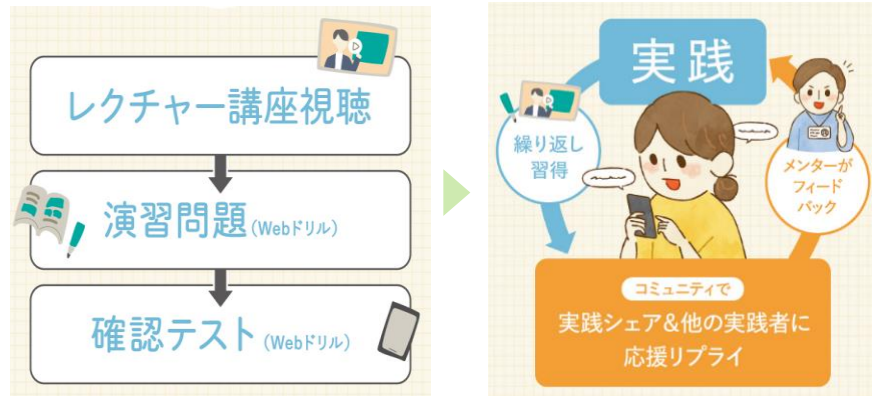 レクチャー講座視聴
演習問題(Webドリル)
確認テスト(Webドリル)
実践
繰り返し
習得
メンターが
フィード
バック
コミュニティで
実践シェア&他の実践者に
応援リプライ